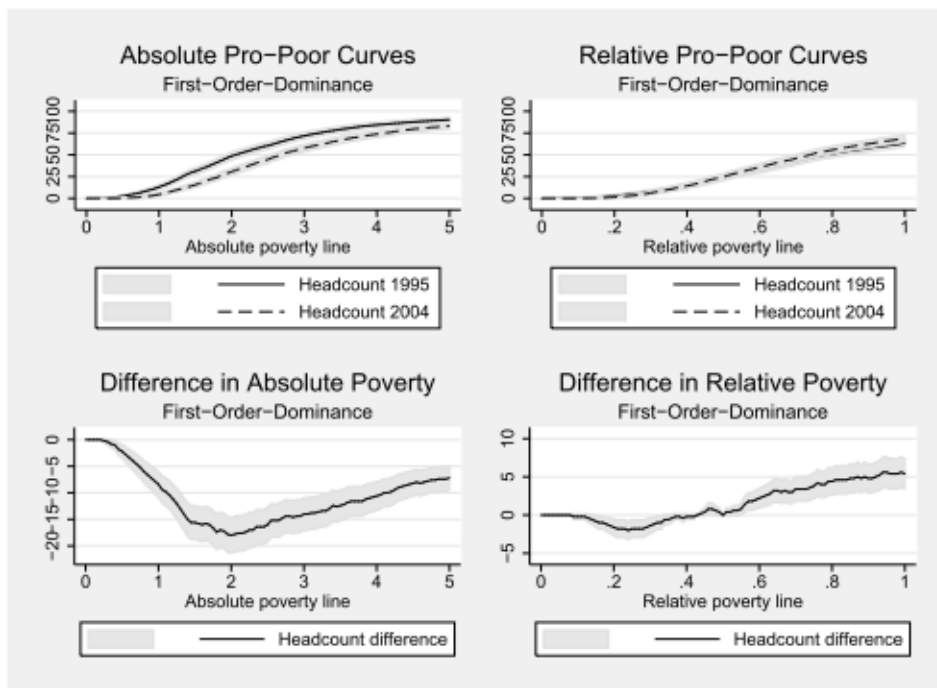 Absolute Pro-Poor Curves
First-Order-Dominance
0 25 50 75 100
0 1 2 3 4 5
Absolute poverty line
Headcount 1995
Headcount 2004
Relative Pro-Poor Curves
First-Order-Dominance
0 25 50 75 100
0 .2 .4 .6 .8 1
Relative poverty line
Headcount 1995
Headcount 2004
Difference in Absolute Poverty
First-Order-Dominance
-20 -15 -10 -5 0
0 1 2 3 4 5
Absolute poverty line
Headcount difference
Difference in Relative Poverty
First-Order-Dominance
-5 0 5 10
0 .2 .4 .6 .8 1
Relative poverty line
Headcount difference